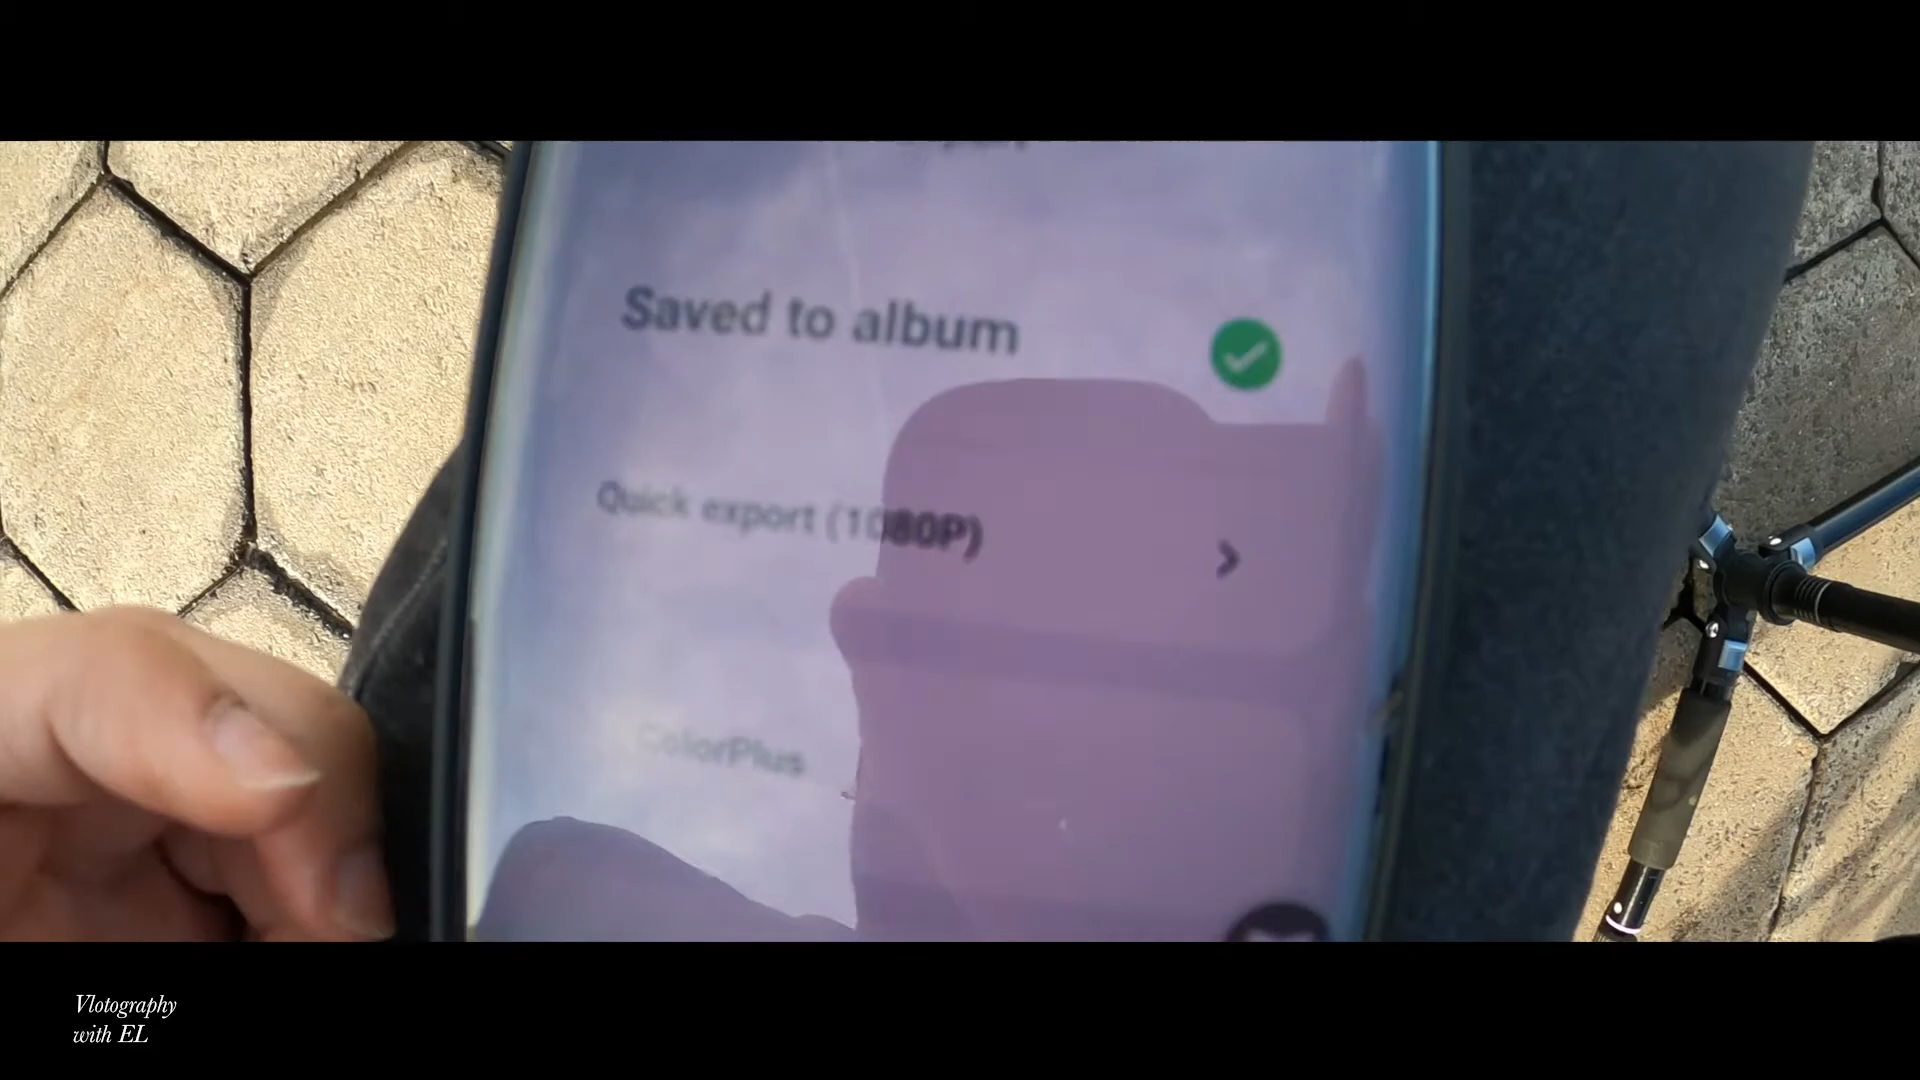 Saved to album
Quick export (1080P)
ColorPlus
Vlotography
with EL